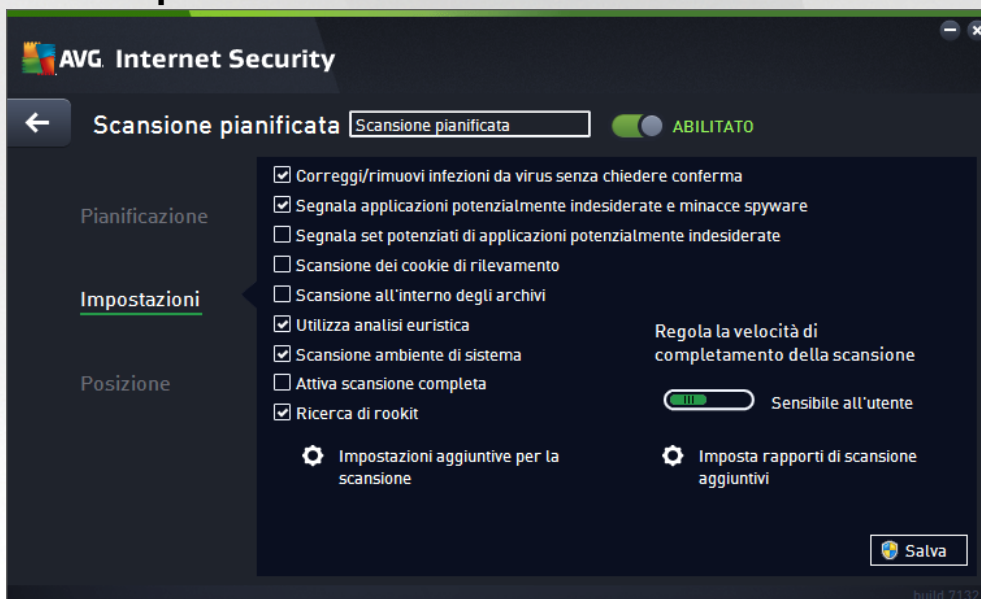 AVG. Internet Security
Scansione pianificata
Scansione pianificata
ABILITATO
Pianificazione
Impostazioni
Posizione
Correggi/rimuovi infezioni da virus senza chiedere conferma
Segnala applicazioni potenzialmente indesiderate e minacce spyware
Segnala set potenziati di applicazioni potenzialmente indesiderate
Scansione dei cookie di rilevamento
Scansione all'interno degli archivi
Utilizza analisi euristica
Scansione ambiente di sistema
Attiva scansione completa
Ricerca di rookit
Regola la velocità di
completamento della scansione
Sensibile all'utente
Impostazioni aggiuntive per la
scansione
Imposta rapporti di scansione
aggiuntivi
Salva
build 7132